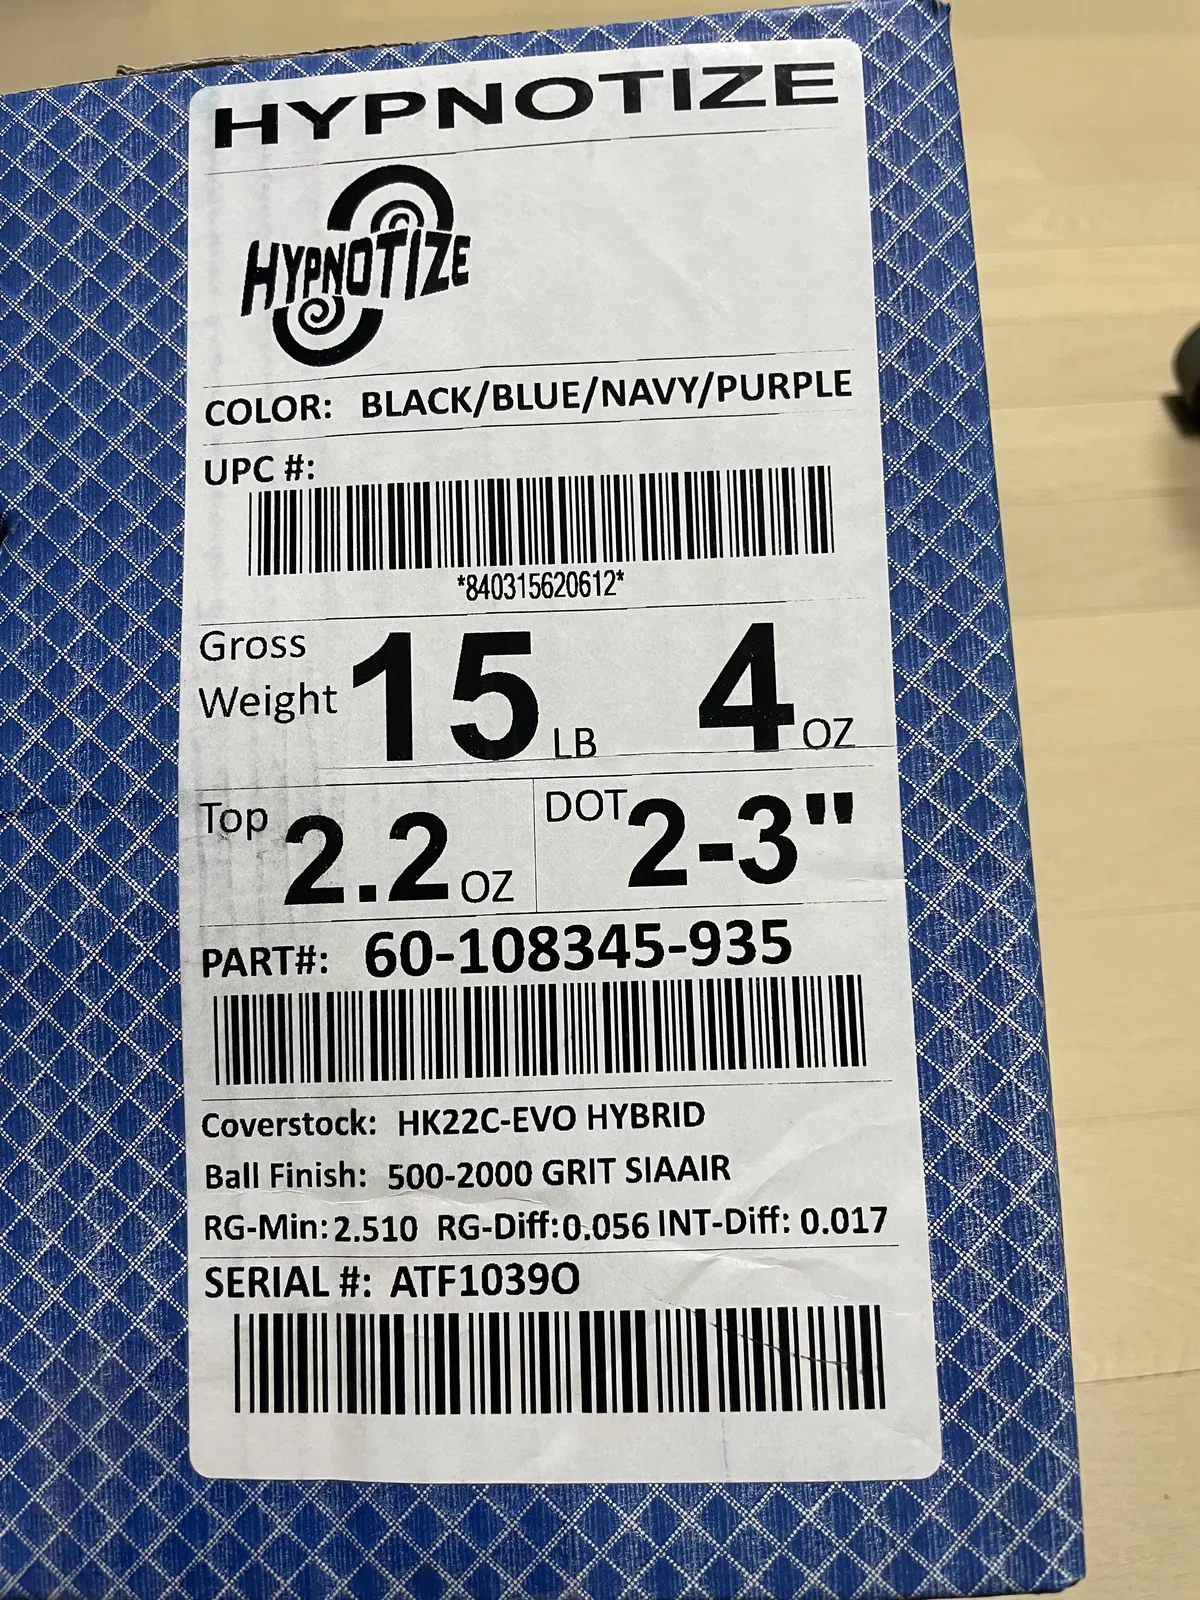 HYPNOTIZE
HYPNOTIZE
COLOR: BLACK/BLUE/NAVY/PURPLE
UPC #:
*840315620612*
Gross
Weight 15 LB 4 OZ
Top 2.2 OZ DOT 2-3"
PART#: 60-108345-935
Coverstock: HK22C-EVO HYBRID
Ball Finish: 500-2000 GRIT SIAAIR
RG-Min: 2.510 RG-Diff: 0.056 INT-Diff: 0.017
SERIAL #: ATF1039O